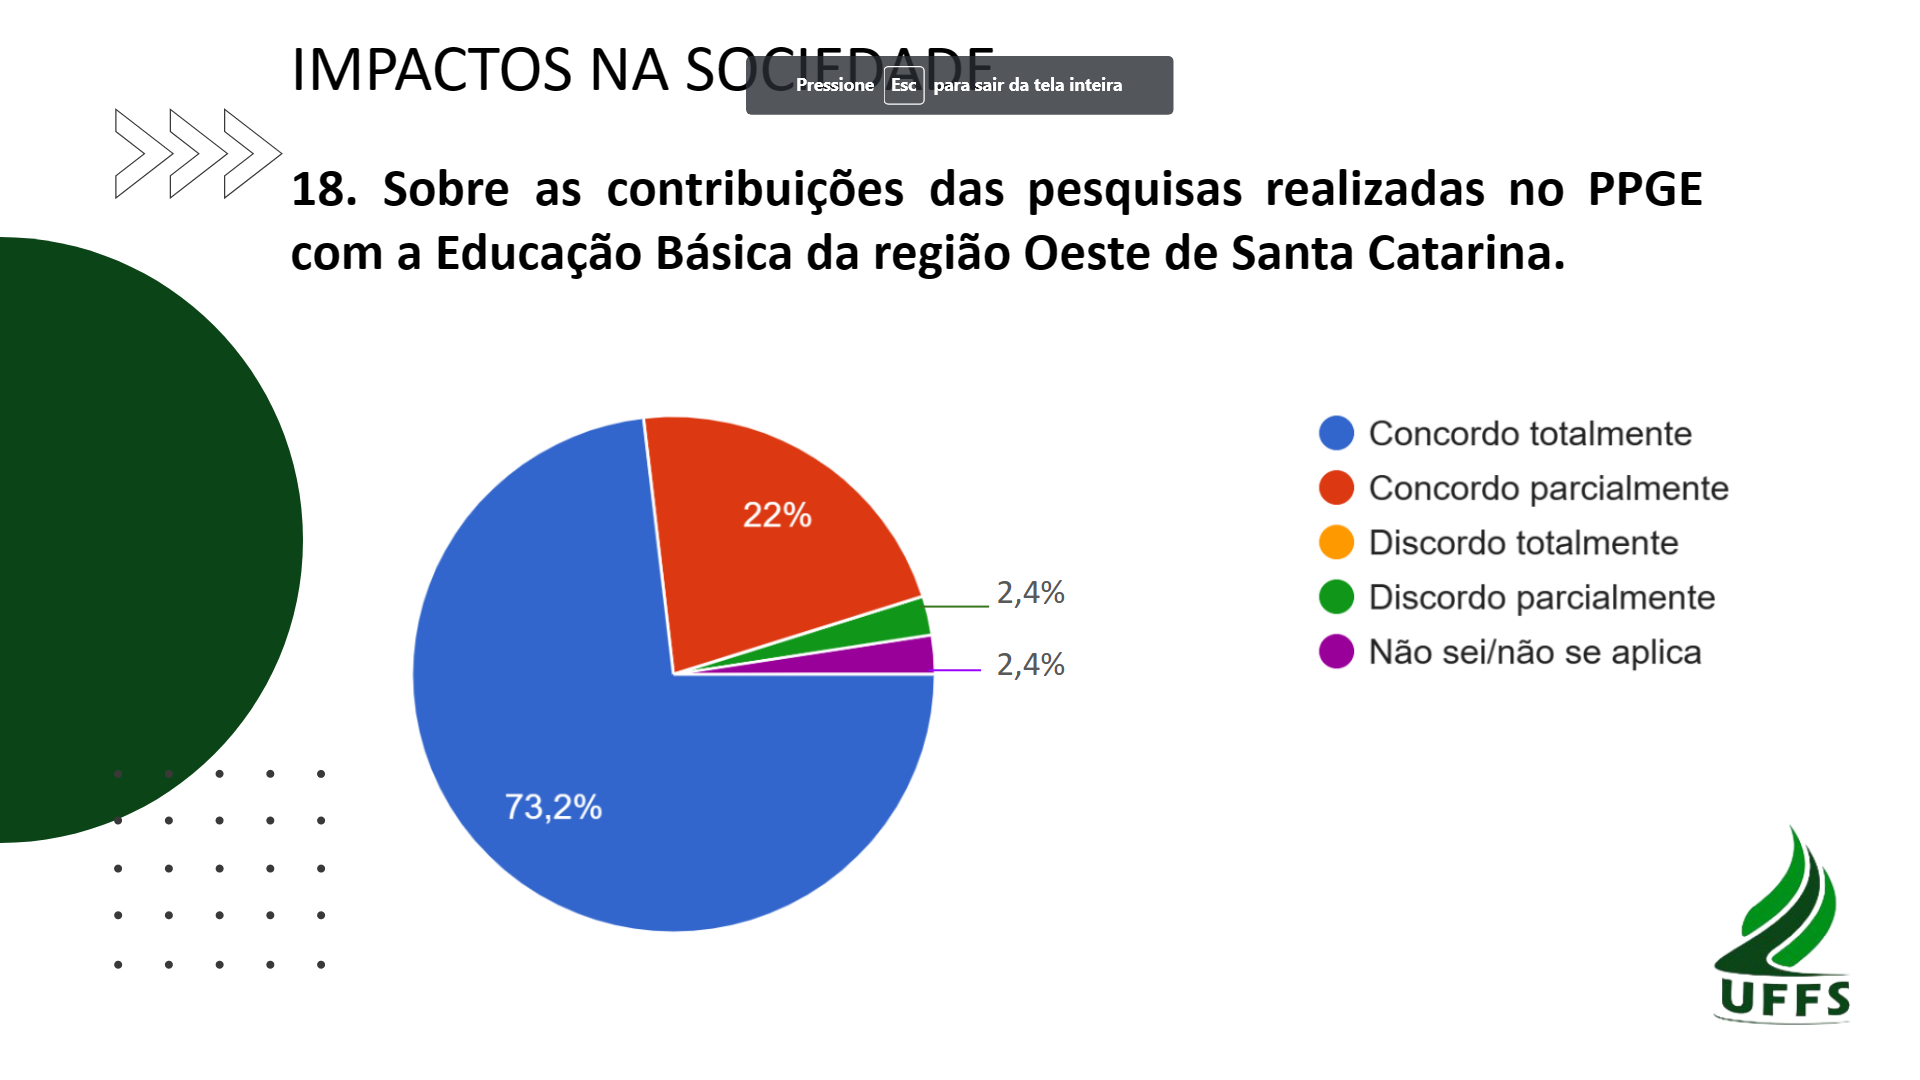 IMPACTOS NA SOCIEDADE
Pressione Esc para sair da tela inteira
18. Sobre as contribuições das pesquisas realizadas no PPGE
com a Educação Básica da região Oeste de Santa Catarina.
Concordo totalmente
Concordo parcialmente
Discordo totalmente
Discordo parcialmente
Não sei/não se aplica
22%
2,4%
2,4%
73,2%
UFFS